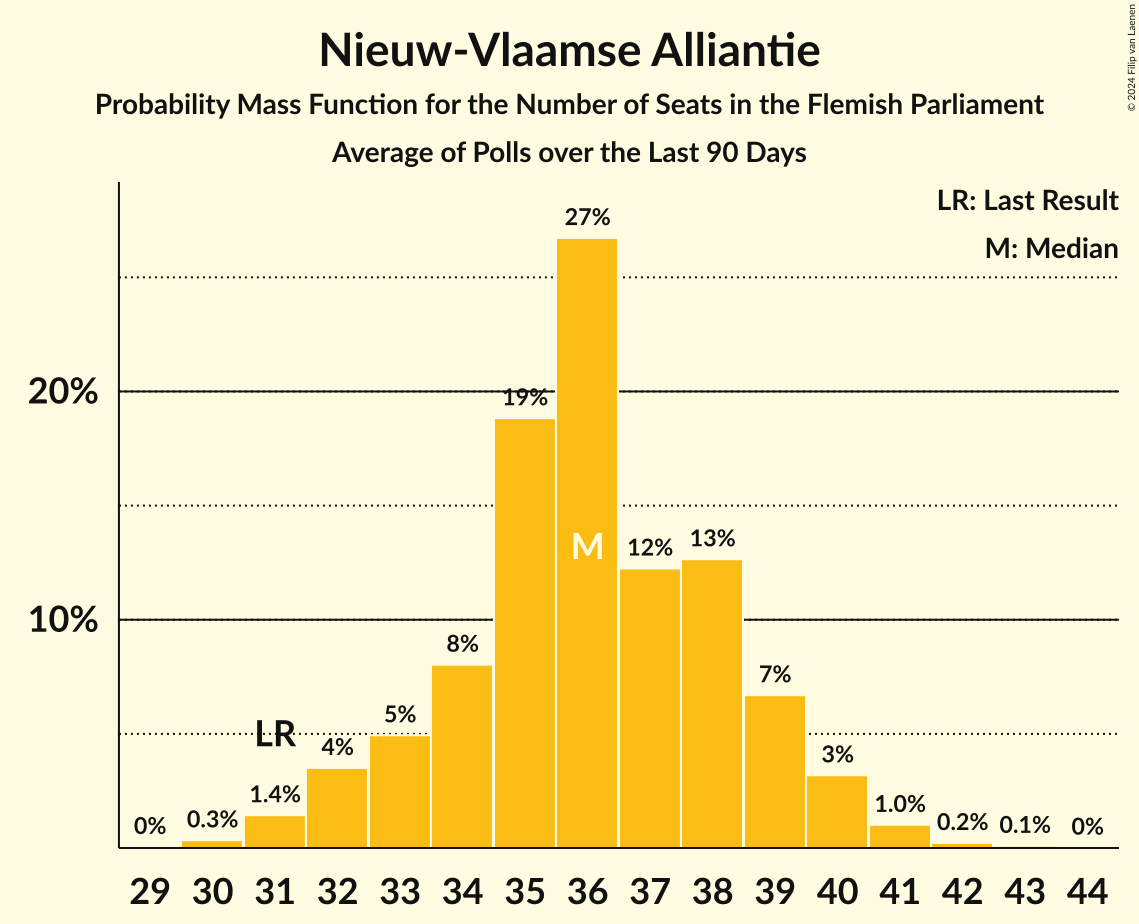 Nieuw-Vlaamse Alliantie
Probability Mass Function for the Number of Seats in the Flemish Parliament
Average of Polls over the Last 90 Days
© 2024 Filip van Laenen
LR: Last Result
M: Median
27%
20%
19%
M
12%
13%
10%
8%
7%
5%
LR
4%
3%
1.4%
1.0%
0%
0.3%
0.2%
0.1%
0%
29 30 31 32 33 34 35 36 37 38 39 40 41 42 43 44